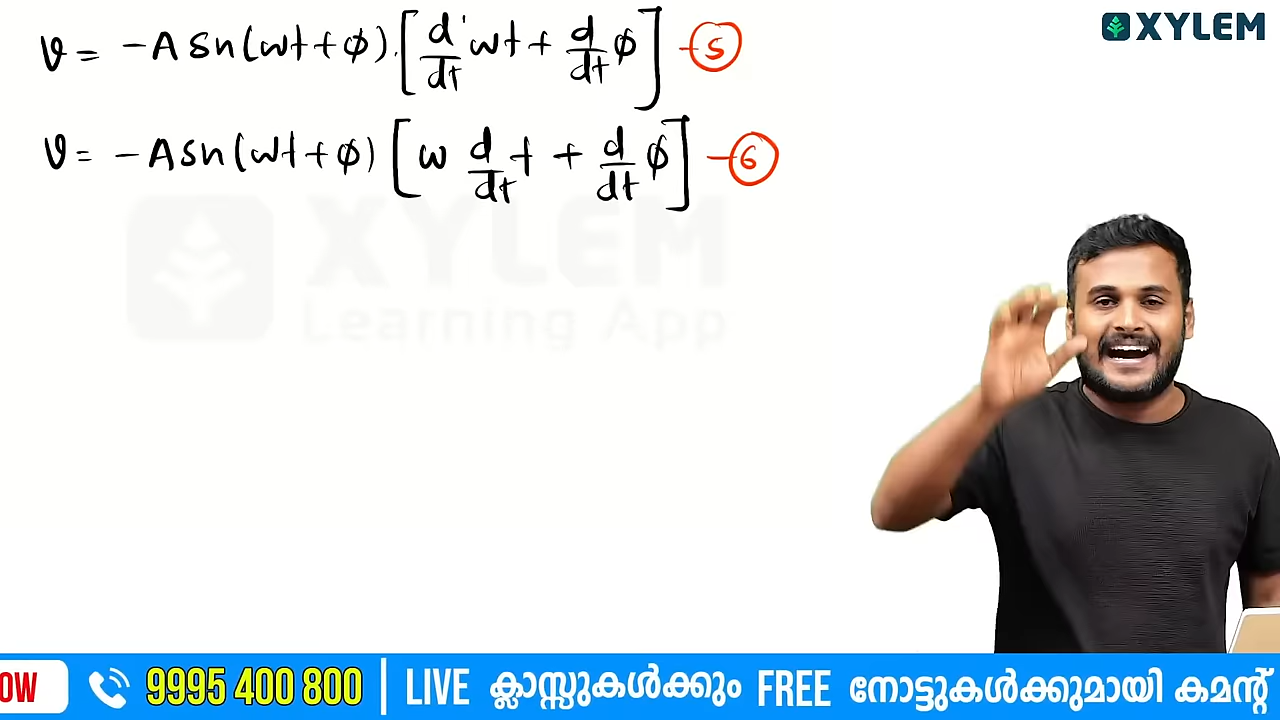 XYLEM
v = -A sn(ωt+φ).[d/dt ωt + d/dt φ] -⑤
v = -A sn(ωt+φ) [ω d/dt t + d/dt φ] -⑥
XYLEM
Learning App
OW 9995 400 800 | LIVE ക്ലാസ്സുകൾക്കും FREE നോട്ടുകൾക്കുമായി കമന്റ്